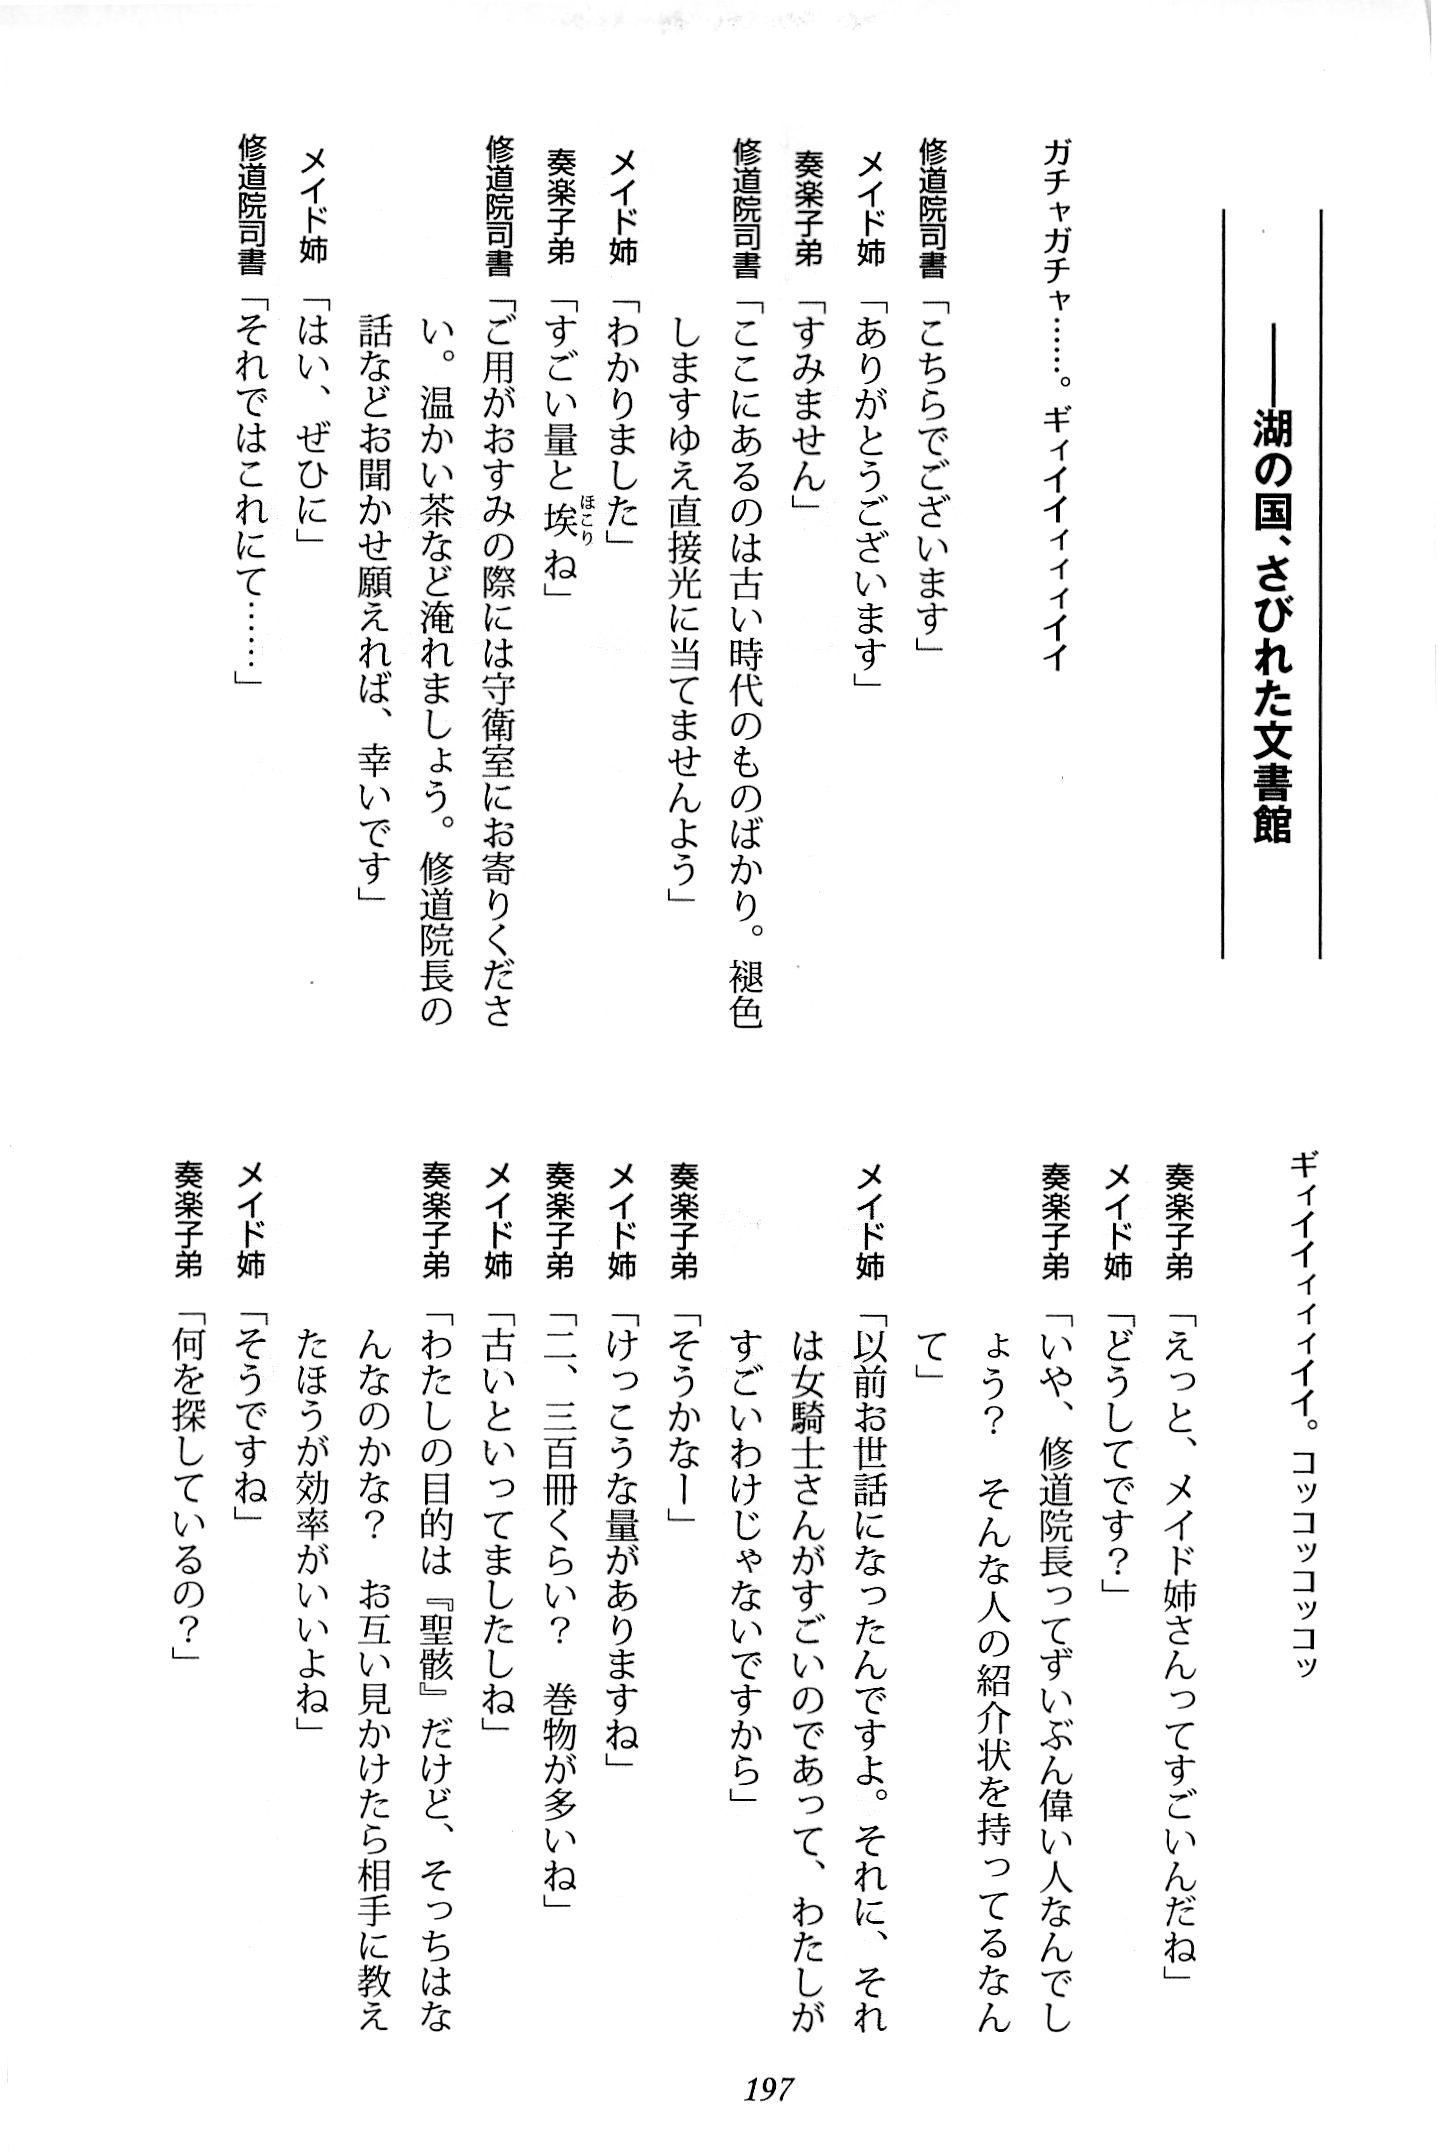 ――湖の国、さびれた文書館
ガチャガチャ……。ギィイイィィィイイ
修道院司書「こちらでございます」
メイド姉「ありがとうございます」
奏楽子弟「すみません」
修道院司書「ここにあるのは古い時代のものばかり。褪色
しますゆえ直接光に当てませんよう」
メイド姉「わかりました」
奏楽子弟「すごい量と埃ね」
ほこり
修道院司書「ご用がおすみの際には守衛室にお寄りくださ
い。温かい茶など淹れましょう。修道院長の
話などお聞かせ願えれば、幸いです」
メイド姉「はい、ぜひに」
修道院司書「それではこれにて……」
ギィイイィィィイイ。コッコッコッコッ
奏楽子弟「えっと、メイド姉さんってすごいんだね」
メイド姉「どうしてです？」
奏楽子弟「いや、修道院長ってずいぶん偉い人なんでし
ょう？　そんな人の紹介状を持ってるなん
て」
メイド姉「以前お世話になったんですよ。それに、それ
は女騎士さんがすごいのであって、わたしが
すごいわけじゃないですから」
奏楽子弟「そうかなー」
メイド姉「けっこうな量がありますね」
奏楽子弟「二、三百冊くらい？　巻物が多いね」
メイド姉「古いといってましたしね」
奏楽子弟「わたしの目的は『聖骸』だけど、そっちはな
んなのかな？　お互い見かけたら相手に教え
たほうが効率がいいよね」
メイド姉「そうですね」
奏楽子弟「何を探しているの？」
197